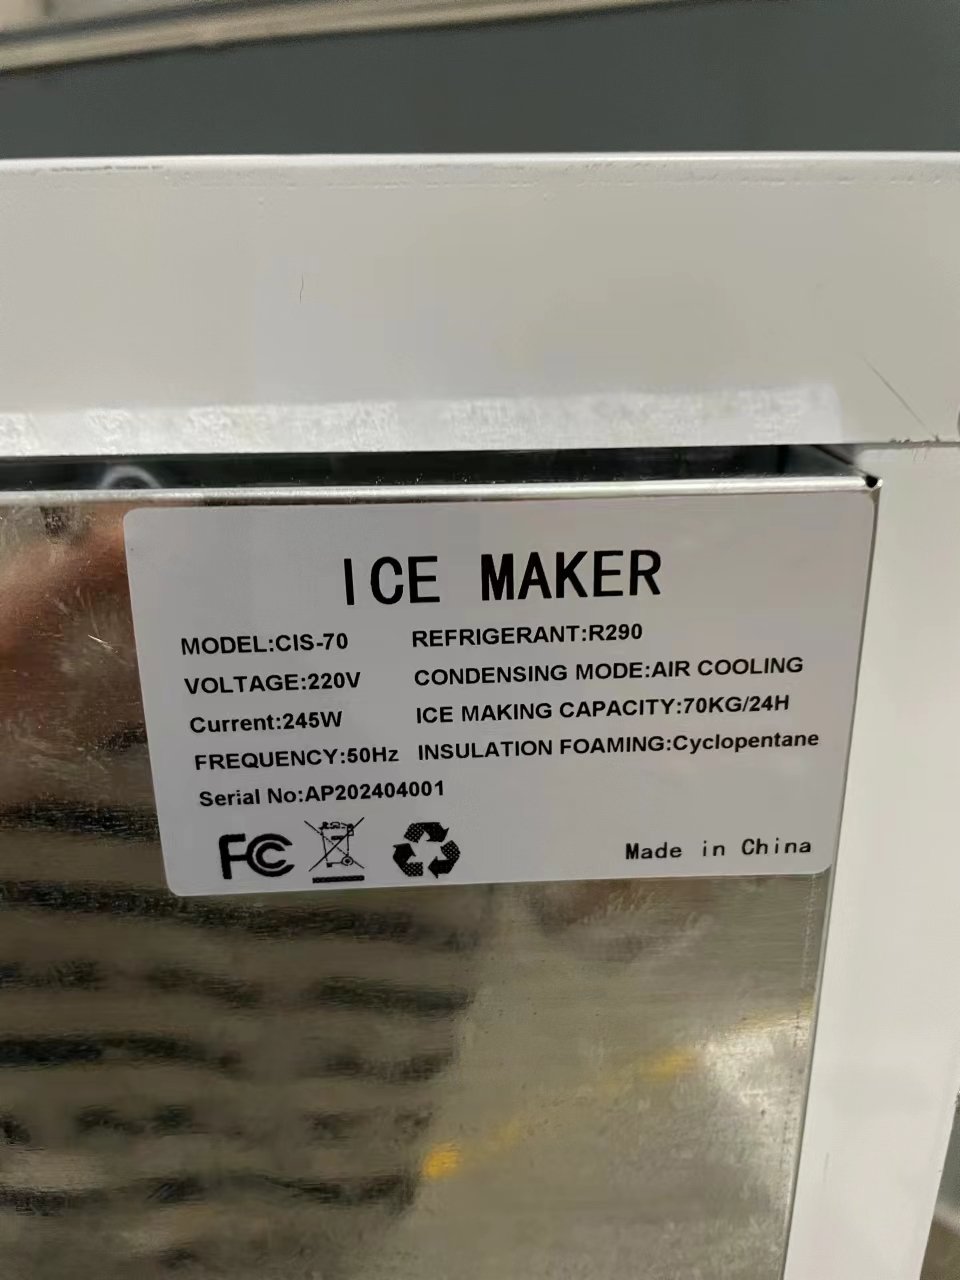 ICE MAKER
MODEL:CIS-70
REFRIGERANT:R290
VOLTAGE:220V
CONDENSING MODE:AIR COOLING
Current:245W
ICE MAKING CAPACITY:70KG/24H
FREQUENCY:50Hz
INSULATION FOAMING:Cyclopentane
Serial No:AP202404001
FC
Made in China